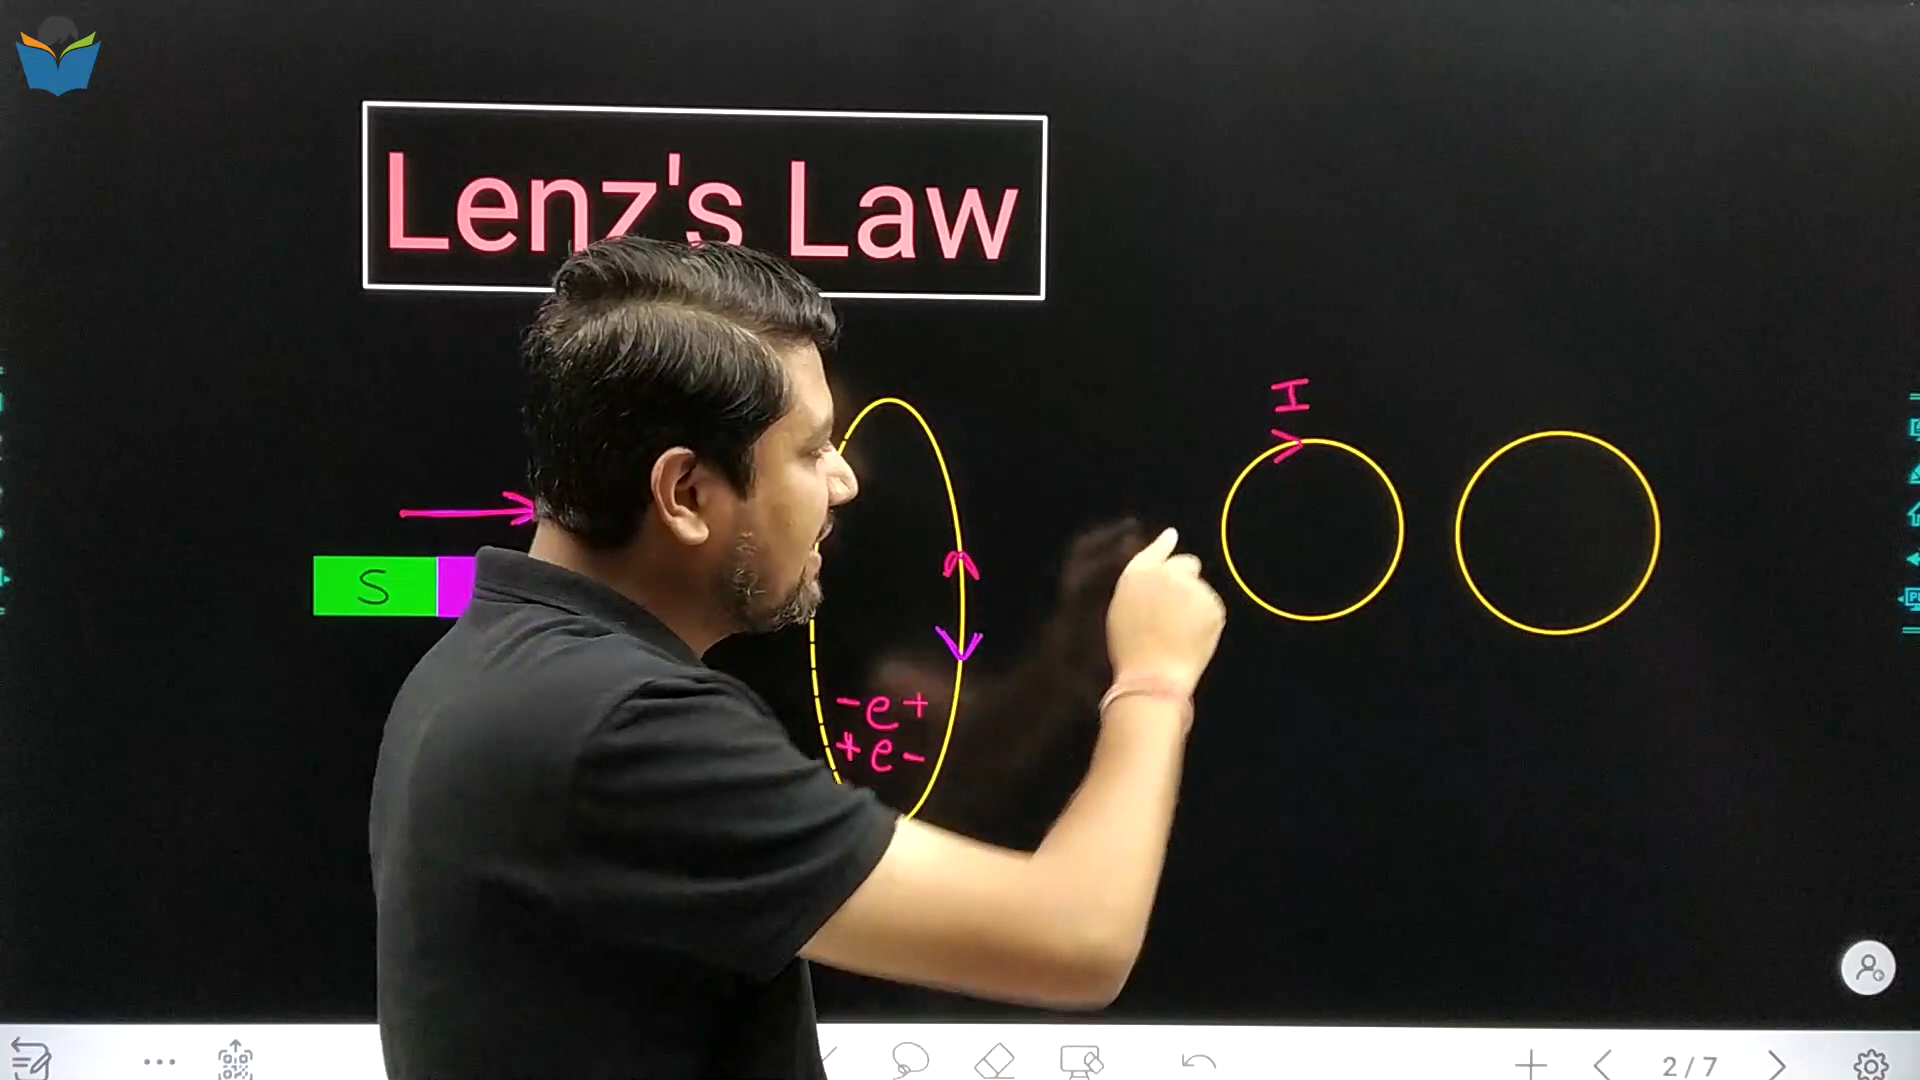 Lenz's Law
I
S
- e +
+ e -
2/7